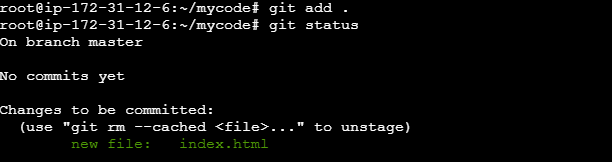 root@ip-172-31-12-6:~/mycode# git add .
root@ip-172-31-12-6:~/mycode# git status
On branch master
No commits yet
Changes to be committed:
(use "git rm --cached <file>..." to unstage)
new file: index.html